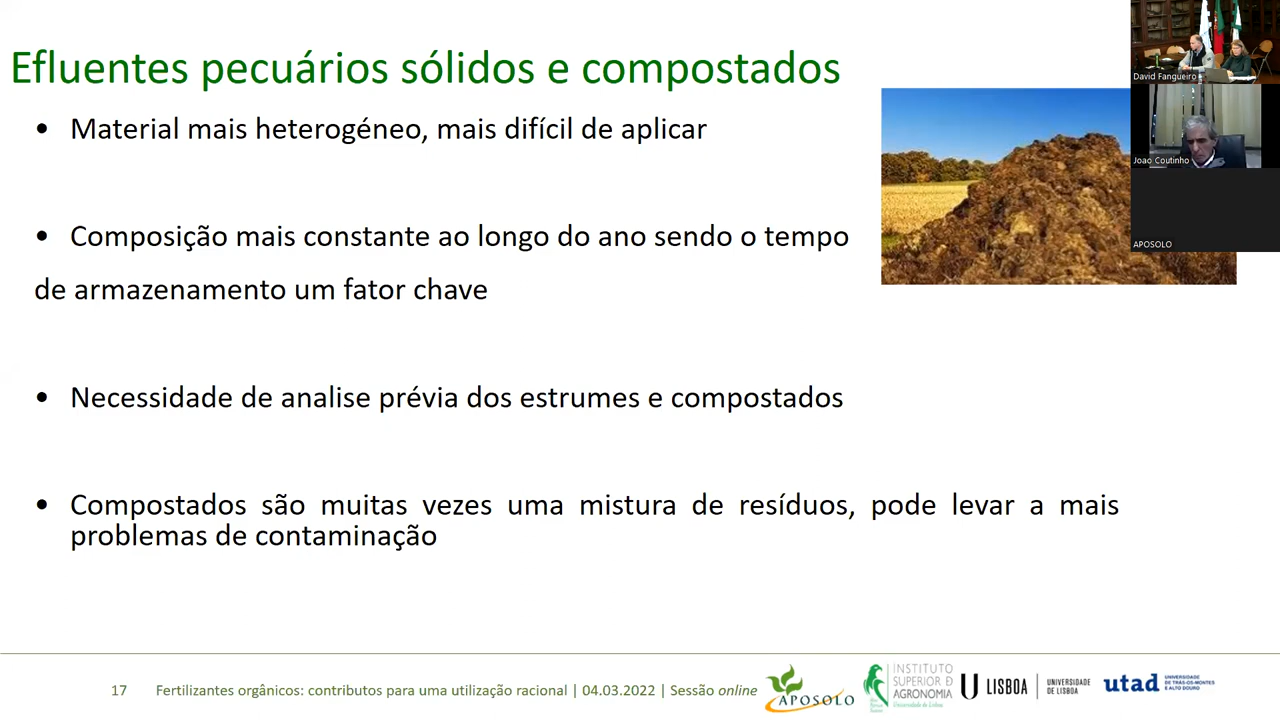 Efluentes pecuários sólidos e compostados
• Material mais heterogéneo, mais difícil de aplicar
• Composição mais constante ao longo do ano sendo o tempo
de armazenamento um fator chave
• Necessidade de analise prévia dos estrumes e compostados
• Compostados são muitas vezes uma mistura de resíduos, pode levar a mais
problemas de contaminação
David Fangueiro
Joao Coutinho
APOSOLO
17 Fertilizantes orgânicos: contributos para uma utilização racional | 04.03.2022 | Sessão online
APOSOLO
INSTITUTO
SUPERIOR D
AGRONOMIA
Universidade de Lisboa
U LISBOA
UNIVERSIDADE
DE LISBOA
utad
UNIVERSIDADE
DE TRÁS-OS-MONTES
E ALTO DOURO